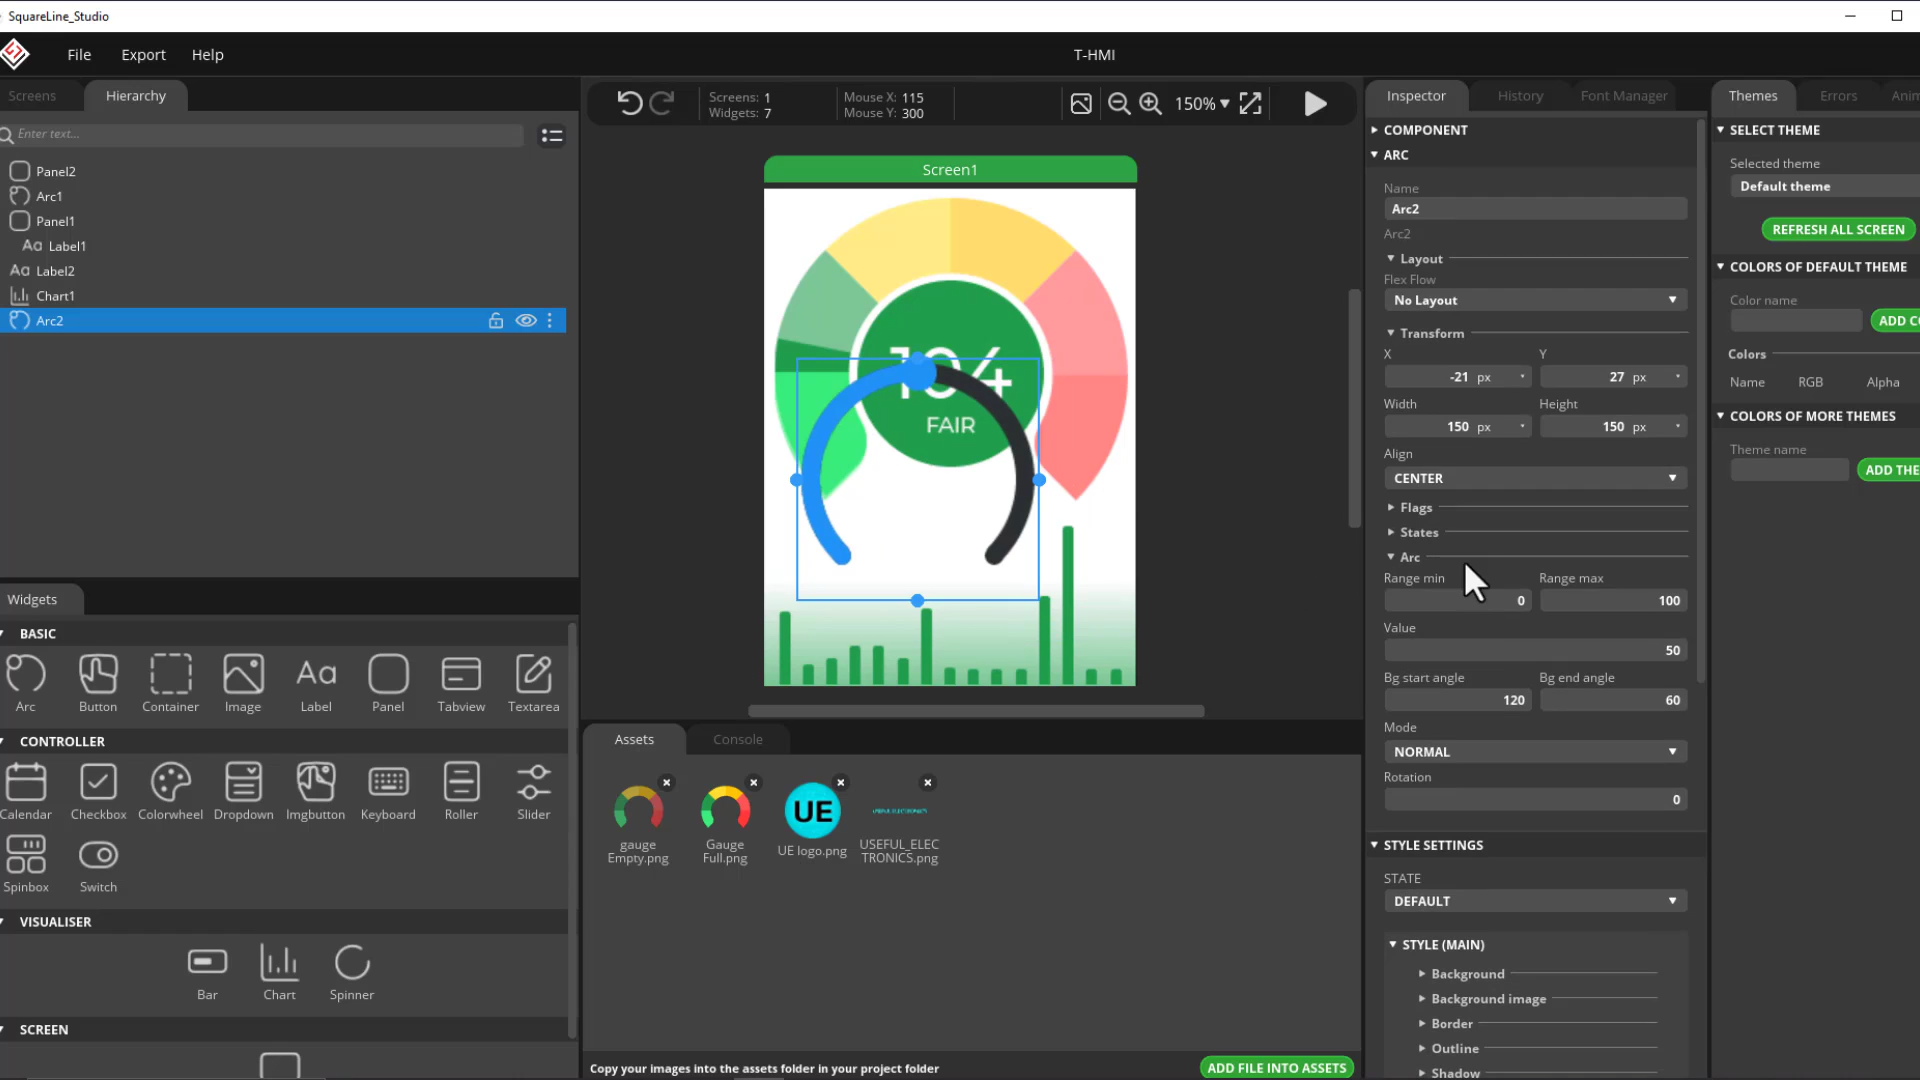 SquareLine_Studio
File
Export
Help
T-HMI
Screens
Hierarchy
Enter text...
Panel2
Arc1
Panel1
Aa Label1
Aa Label2
Chart1
Arc2
Widgets
BASIC
Arc
Button
Container
Image
Aa
Label
Panel
Tabview
Textarea
CONTROLLER
Calendar
Checkbox
Colorwheel
Dropdown
Imgbutton
Keyboard
Roller
Slider
Spinbox
Switch
VISUALISER
Bar
Chart
Spinner
SCREEN
Screens: 1
Widgets: 7
Mouse X: 115
Mouse Y: 300
150%
Screen1
FAIR
Assets
Console
gauge
Empty.png
Gauge
Full.png
UE
UE logo.png
USEFUL ELECTRONICS
USEFUL_ELEC
TRONICS.png
Copy your images into the assets folder in your project folder
ADD FILE INTO ASSETS
Inspector
History
Font Manager
COMPONENT
ARC
Name
Arc2
Arc2
Layout
Flex Flow
No Layout
Transform
X
Y
-21 px
27 px
Width
Height
150 px
150 px
Align
CENTER
Flags
States
Arc
Range min
Range max
0
100
Value
50
Bg start angle
Bg end angle
120
60
Mode
NORMAL
Rotation
0
STYLE SETTINGS
STATE
DEFAULT
STYLE (MAIN)
Background
Background image
Border
Outline
Shadow
Themes
Errors
Anim
SELECT THEME
Selected theme
Default theme
REFRESH ALL SCREEN
COLORS OF DEFAULT THEME
Color name
ADD CO
Colors
Name
RGB
Alpha
COLORS OF MORE THEMES
Theme name
ADD THE